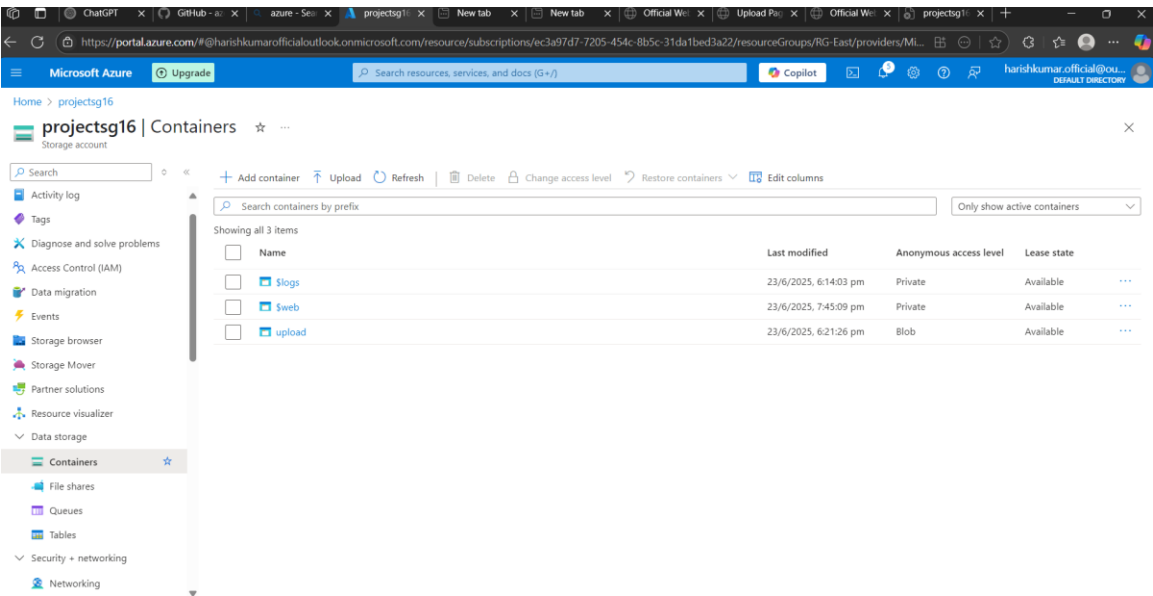 ChatGPT GitHub - az azure - Sear projectsg16 New tab New tab Official We Upload Pag Official Wel projectsg16
https://portal.azure.com/#@harishkumarofficialoutlook.onmicrosoft.com/resource/subscriptions/ec3a97d7-7205-454c-8b5c-31da1bed3a22/resourceGroups/RG-East/providers/Mi...
Microsoft Azure Upgrade Search resources, services, and docs (G+/) Copilot 5 harishkumar.official@ou...
DEFAULT DIRECTORY
Home > projectsg16
projectsg16 | Containers
Storage account
Search
Add container Upload Refresh Delete Change access level Restore containers Edit columns
Activity log
Tags
Diagnose and solve problems
Access Control (IAM)
Data migration
Events
Storage browser
Storage Mover
Partner solutions
Resource visualizer
Data storage
Containers
File shares
Queues
Tables
Security + networking
Networking
Search containers by prefix Only show active containers
Showing all 3 items
Name Last modified Anonymous access level Lease state
$logs 23/6/2025, 6:14:03 pm Private Available
$web 23/6/2025, 7:45:09 pm Private Available
upload 23/6/2025, 6:21:26 pm Blob Available